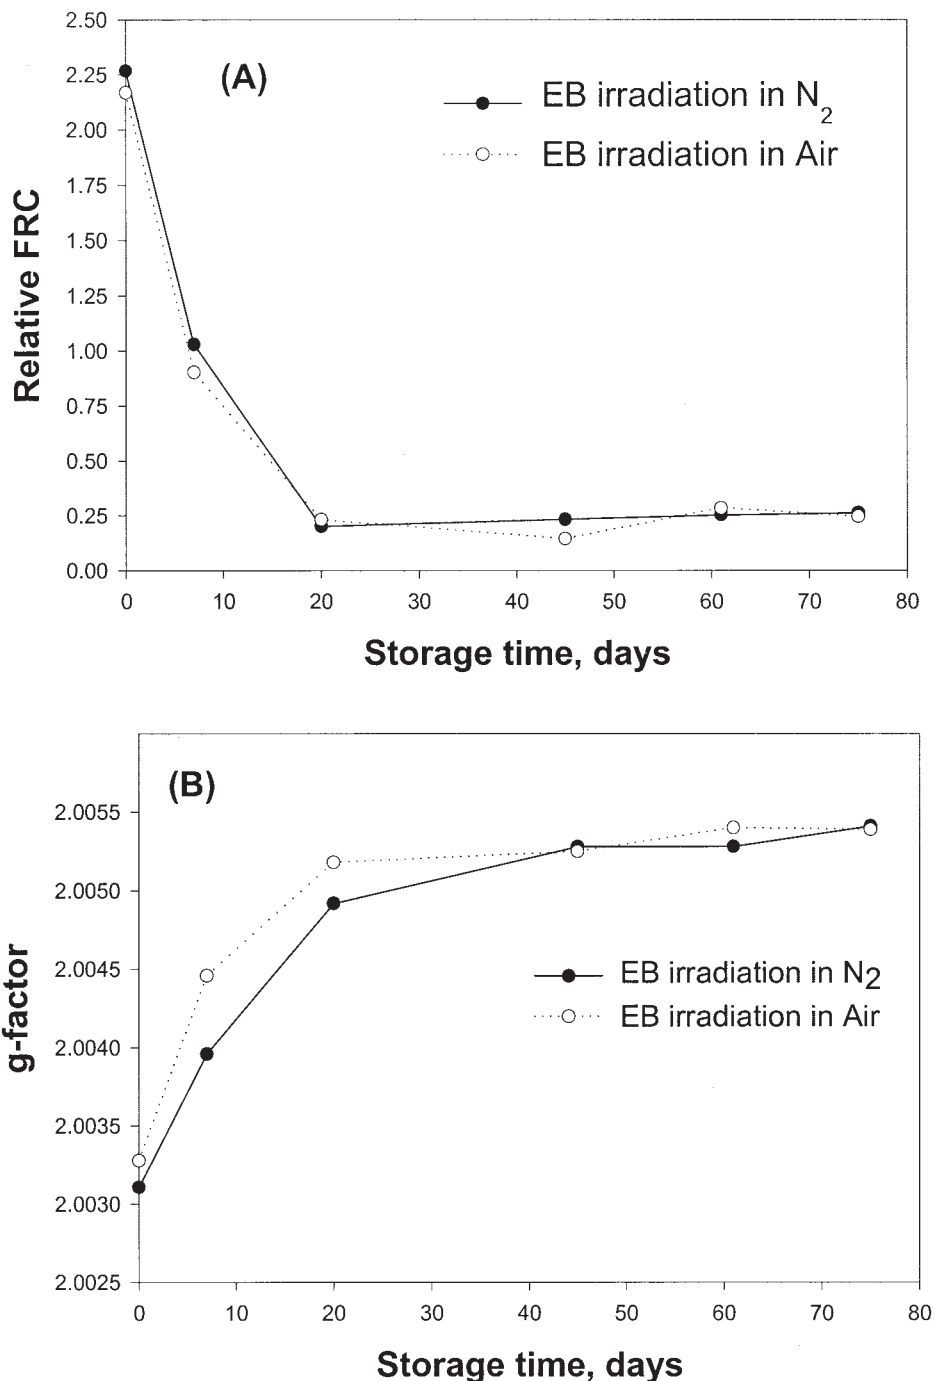 2.50
(A)
EB irradiation in N2
EB irradiation in Air
2.25
2.00
1.75
1.50
1.25
1.00
0.75
0.50
0.25
0.00
Relative FRC
0 10 20 30 40 50 60 70 80
Storage time, days
(B)
2.0055
2.0050
2.0045
2.0040
2.0035
2.0030
2.0025
g-factor
EB irradiation in N2
EB irradiation in Air
0 10 20 30 40 50 60 70 80
Storage time, days